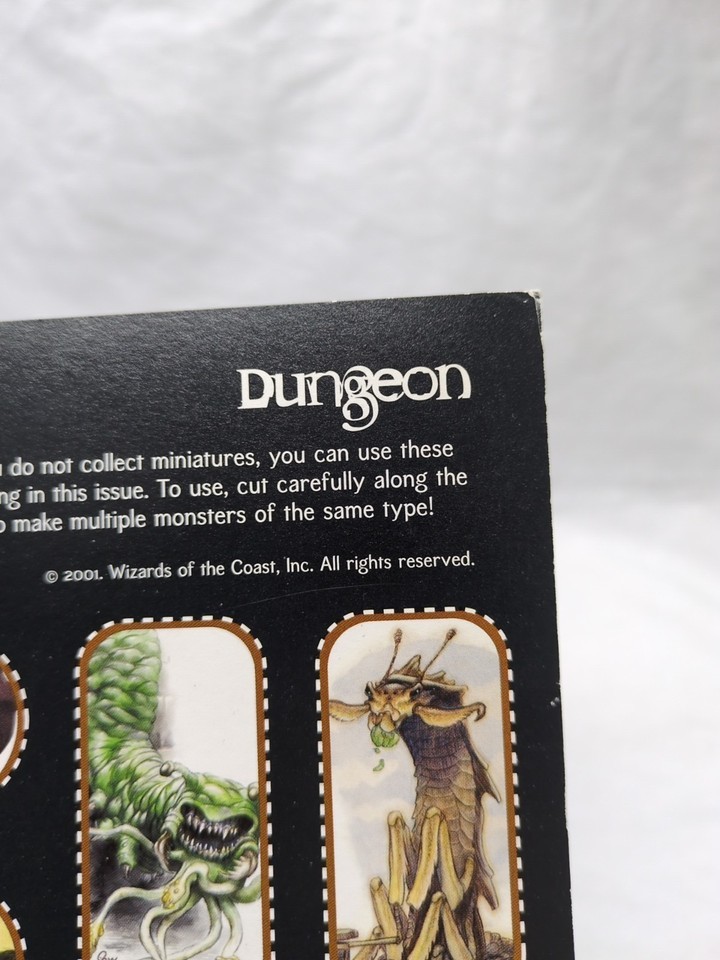 Dungeon
do not collect miniatures, you can use these
in this issue. To use, cut carefully along the
make multiple monsters of the same type!
© 2001. Wizards of the Coast, Inc. All rights reserved.